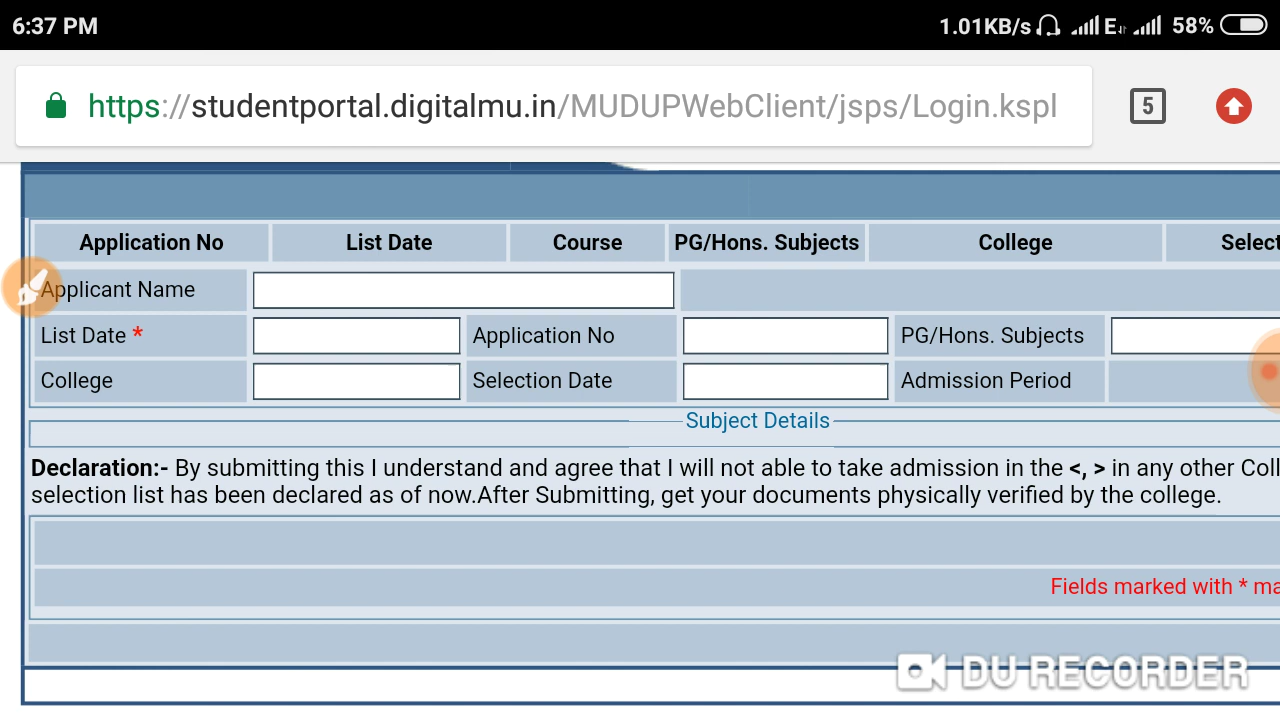 6:37 PM 1.01KB/s E 58%
https://studentportal.digitalmu.in/MUDUPWebClient/jsps/Login.kspl 5
Application No List Date Course PG/Hons. Subjects College Select
Applicant Name
List Date * Application No PG/Hons. Subjects
College Selection Date Admission Period
Subject Details
Declaration:- By submitting this I understand and agree that I will not able to take admission in the <, > in any other Coll
selection list has been declared as of now.After Submitting, get your documents physically verified by the college.
Fields marked with * ma
DU RECORDER